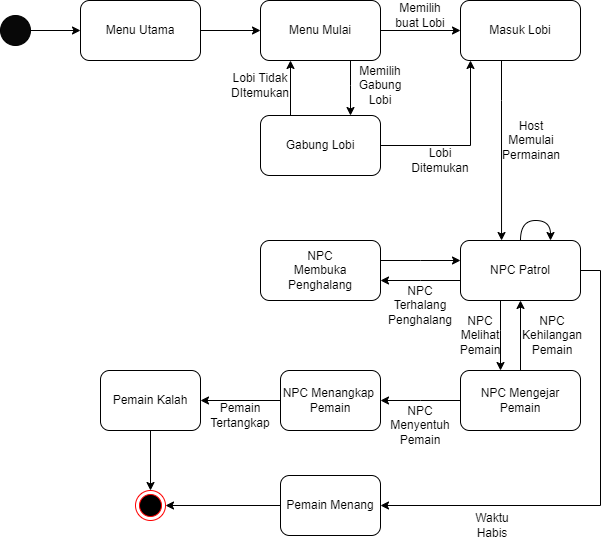 Menu Utama
Menu Mulai
Memilih
buat Lobi
Masuk Lobi
Lobi Tidak
DItemukan
Memilih
Gabung
Lobi
Gabung Lobi
Lobi
Ditemukan
Host
Memulai
Permainan
NPC
Membuka
Penghalang
NPC
Terhalang
Penghalang
NPC Patrol
NPC
Melihat
Pemain
NPC
Kehilangan
Pemain
Pemain Kalah
Pemain
Tertangkap
NPC Menangkap
Pemain
NPC
Menyentuh
Pemain
NPC Mengejar
Pemain
Pemain Menang
Waktu
Habis